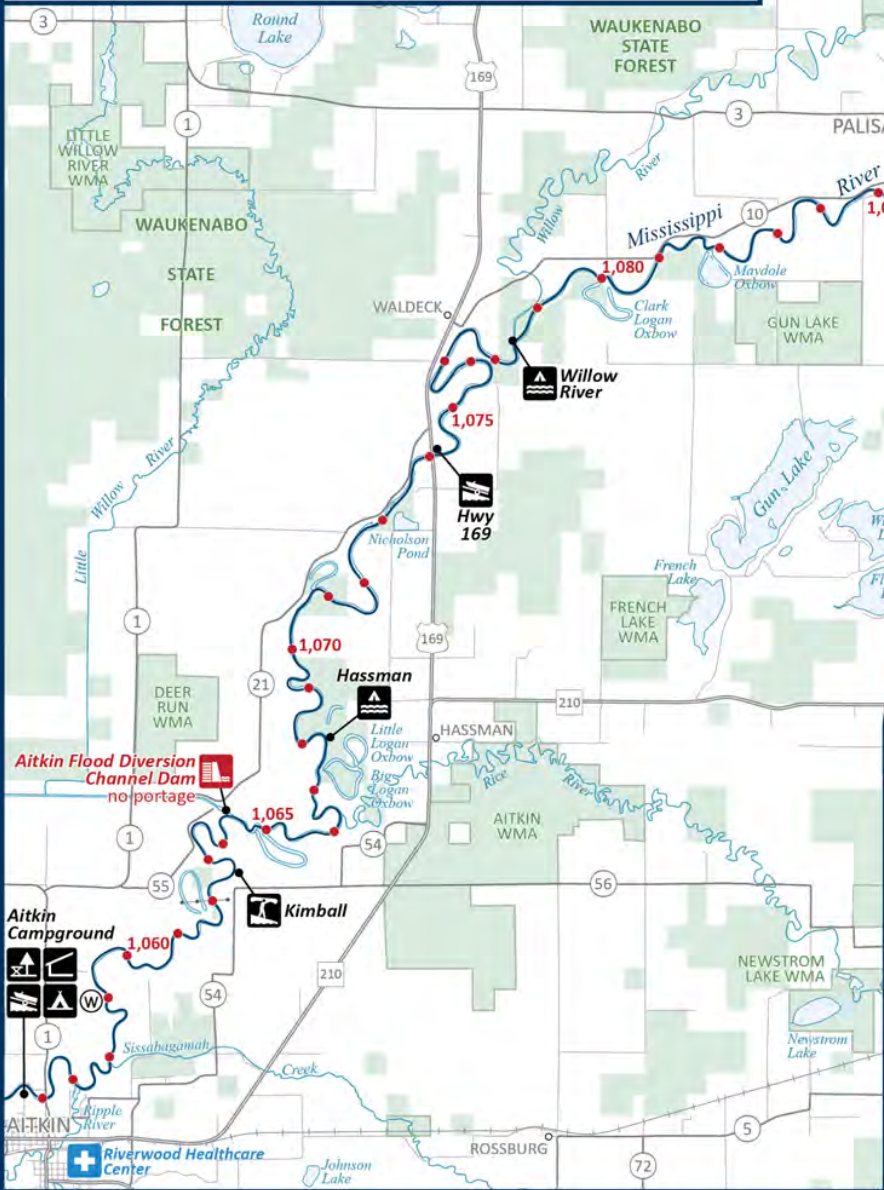 3
Round
Lake
WAUKENABO
STATE
FOREST
169
3
PALISA
1
LITTLE
WILLOW
RIVER
WMA
River
River
1,0
Willow
10
Mississippi
WAUKENABO
STATE
FOREST
1,080
Maydole
Oxbow
WALDECK
Clark
Logan
Oxbow
GUN LAKE
WMA
Willow
River
1,075
River
Willow
Little
Hwy
169
Gun Lake
Nicholson
Pond
French
Lake
FRENCH
LAKE
WMA
1
1,070
169
21
Hassman
DEER
RUN
WMA
210
Little
Logan
Oxbow
HASSMAN
Aitkin Flood Diversion
Channel Dam
no portage
Big
Logan
Oxbow
Rice
River
1,065
AITKIN
WMA
1
54
55
56
Kimball
Aitkin
Campground
1,060
W
NEWSTROM
LAKE WMA
210
54
1
Newstrom
Lake
Sissabagamah
Creek
Ripple
River
AITKIN
5
ROSSBURG
Riverwood Healthcare
Center
Johnson
Lake
72